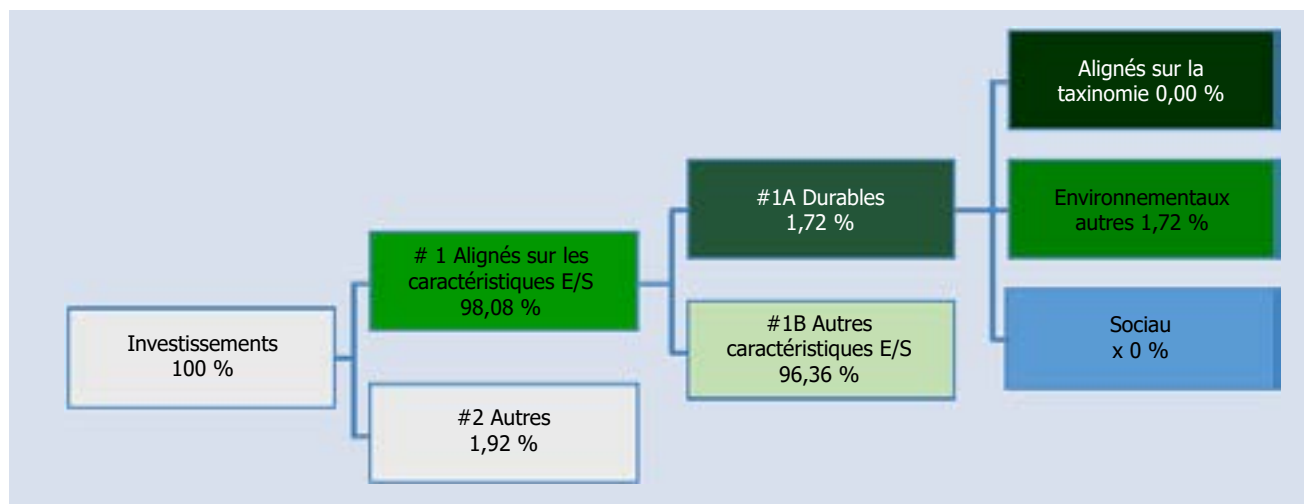 Investissements
100 %
# 1 Alignés sur les
caractéristiques E/S
98,08 %
#2 Autres
1,92 %
#1A Durables
1,72 %
#1B Autres
caractéristiques E/S
96,36 %
Alignés sur la
taxinomie 0,00 %
Environnementaux
autres 1,72 %
Sociau
x 0 %